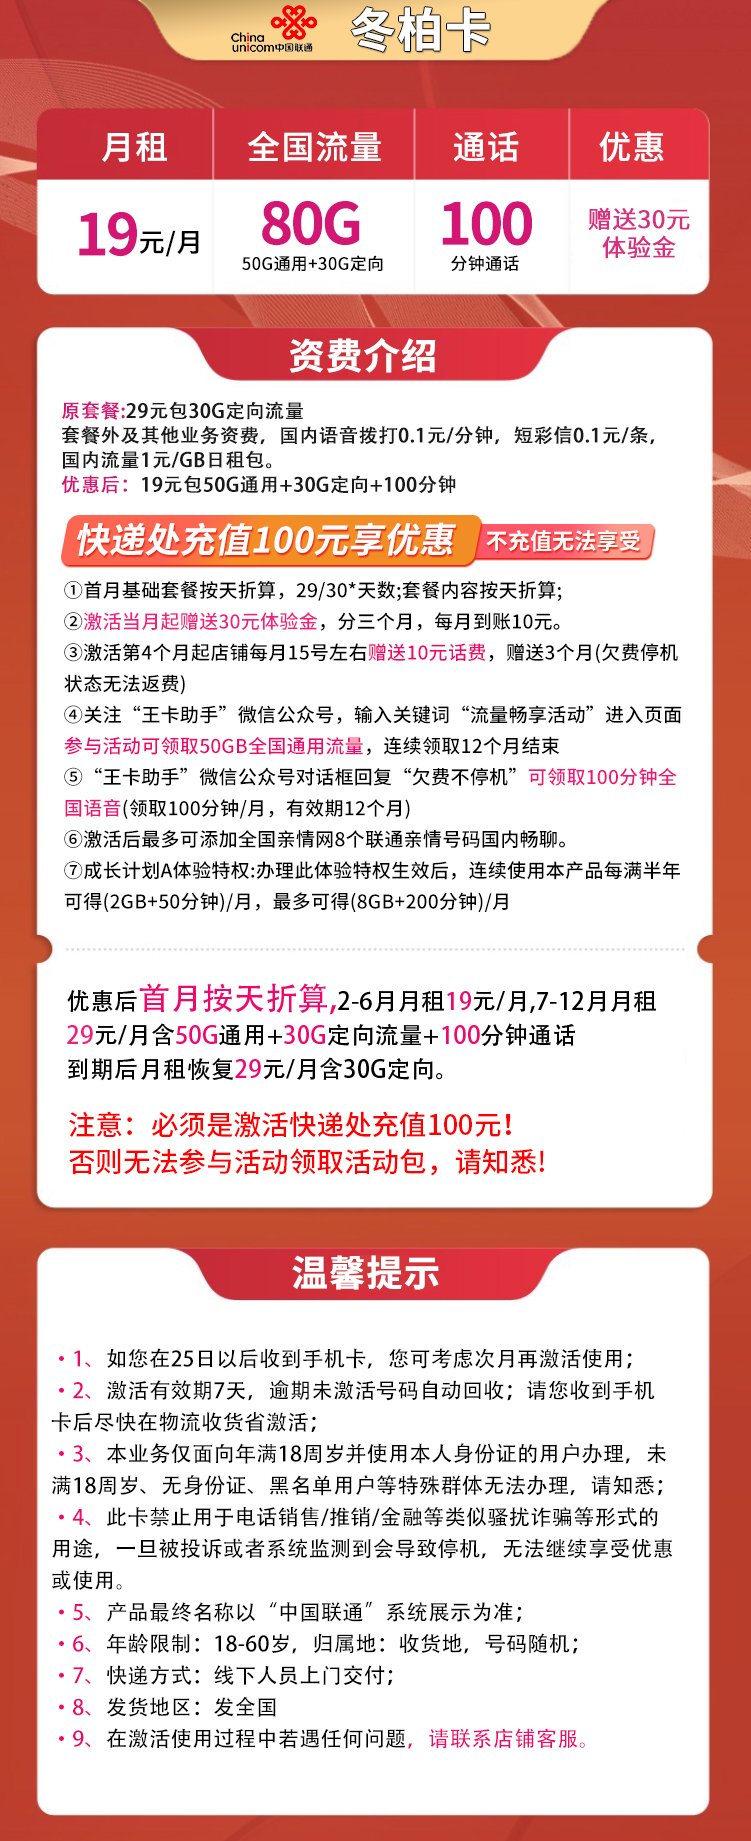 China
unicom中国联通
冬柏卡
月租 全国流量 通话 优惠
19元/月
80G
50G通用+30G定向
100
分钟通话
赠送30元
体验金
资费介绍
原套餐:29元包30G定向流量
套餐外及其他业务资费，国内语音拨打0.1元/分钟，短彩信0.1元/条，
国内流量1元/GB日租包。
优惠后：19元包50G通用+30G定向+100分钟
快递处充值100元享优惠 不充值无法享受
①首月基础套餐按天折算，29/30*天数;套餐内容按天折算;
②激活当月起赠送30元体验金，分三个月，每月到账10元。
③激活第4个月起店铺每月15号左右赠送10元话费，赠送3个月(欠费停机
状态无法返费)
④关注“王卡助手”微信公众号，输入关键词“流量畅享活动”进入页面
参与活动可领取50GB全国通用流量，连续领取12个月结束
⑤“王卡助手”微信公众号对话框回复“欠费不停机”可领取100分钟全
国语音(领取100分钟/月，有效期12个月)
⑥激活后最多可添加全国亲情网8个联通亲情号码国内畅聊。
⑦成长计划A体验特权:办理此体验特权生效后，连续使用本产品每满半年
可得(2GB+50分钟)/月，最多可得(8GB+200分钟)/月
优惠后首月按天折算,2-6月月租19元/月,7-12月月租
29元/月含50G通用+30G定向流量+100分钟通话
到期后月租恢复29元/月含30G定向。
注意：必须是激活快递处充值100元!
否则无法参与活动领取活动包，请知悉!
温馨提示
·1、如您在25日以后收到手机卡，您可考虑次月再激活使用；
·2、激活有效期7天，逾期未激活号码自动回收；请您收到手机
卡后尽快在物流收货省激活；
·3、本业务仅面向年满18周岁并使用本人身份证的用户办理，未
满18周岁、无身份证、黑名单用户等特殊群体无法办理，请知悉；
·4、此卡禁止用于电话销售/推销/金融等类似骚扰诈骗等形式的
用途，一旦被投诉或者系统监测到会导致停机，无法继续享受优惠
或使用。
·5、产品最终名称以“中国联通”系统展示为准；
·6、年龄限制：18-60岁，归属地：收货地，号码随机；
·7、快递方式：线下人员上门交付；
·8、发货地区：发全国
·9、在激活使用过程中若遇任何问题，请联系店铺客服。